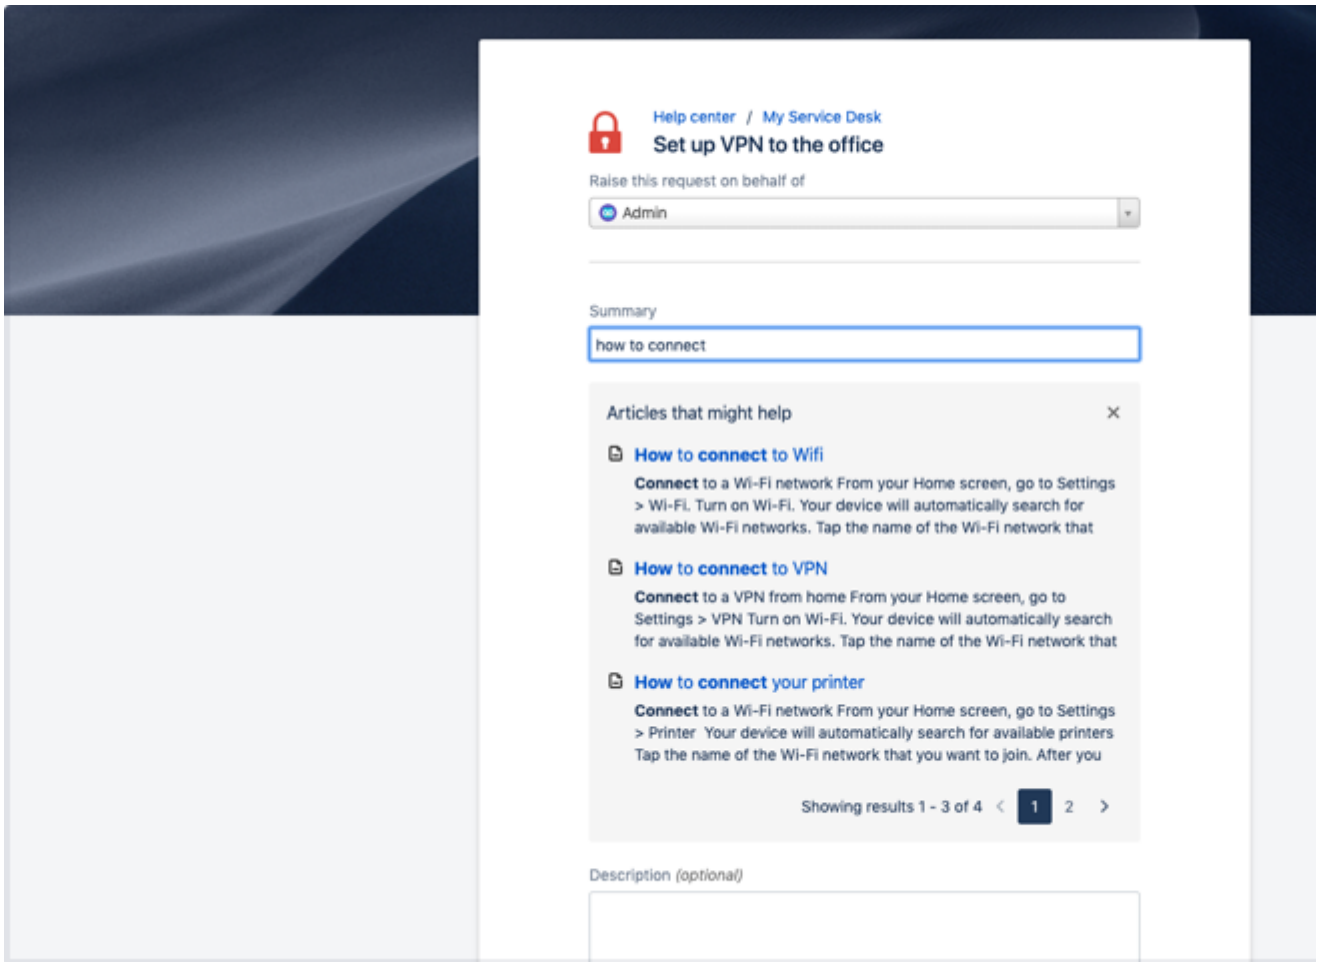 Help center / My Service Desk
Set up VPN to the office
Raise this request on behalf of
Admin
Summary
how to connect
Articles that might help
How to connect to Wifi
Connect to a Wi-Fi network From your Home screen, go to Settings
> Wi-Fi. Turn on Wi-Fi. Your device will automatically search for
available Wi-Fi networks. Tap the name of the Wi-Fi network that
How to connect to VPN
Connect to a VPN from home From your Home screen, go to
Settings > VPN Turn on Wi-Fi. Your device will automatically search
for available Wi-Fi networks. Tap the name of the Wi-Fi network that
How to connect your printer
Connect to a Wi-Fi network From your Home screen, go to Settings
> Printer Your device will automatically search for available printers
Tap the name of the Wi-Fi network that you want to join. After you
Showing results 1 - 3 of 4 < 1 2 >
Description (optional)